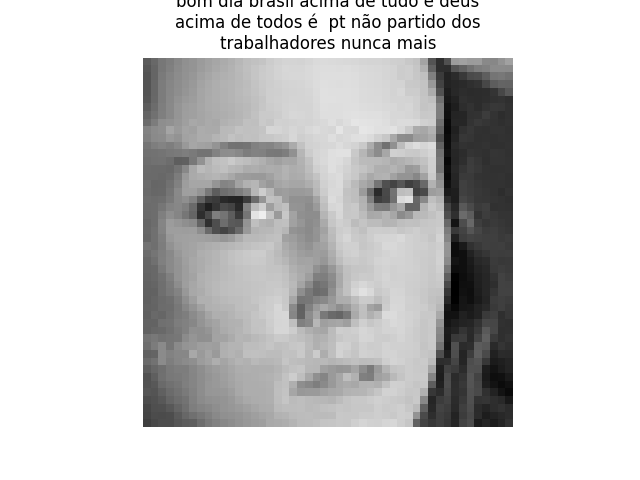 bom dia brasil acima de tudo e deus
acima de todos é  pt não partido dos
trabalhadores nunca mais